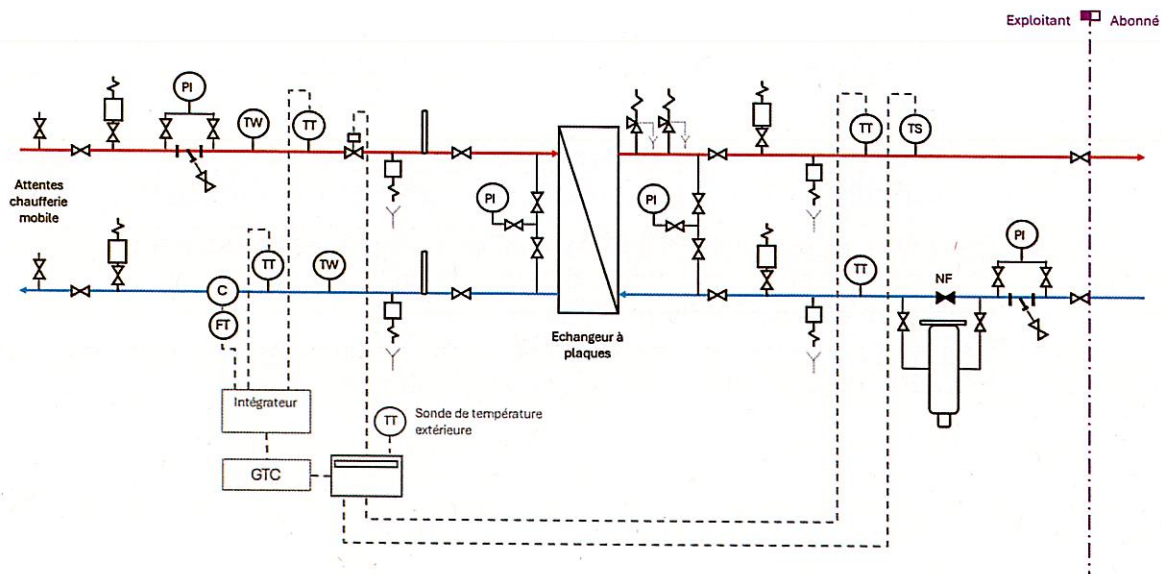 Exploitant Abonné
PI
TW
TT
TT
TS
Attentes
chaufferie
mobile
PI
PI
PI
TT
TW
TT
NF
C
FT
Echangeur à
plaques
Intégrateur
TT
Sonde de température
extérieure
GTC